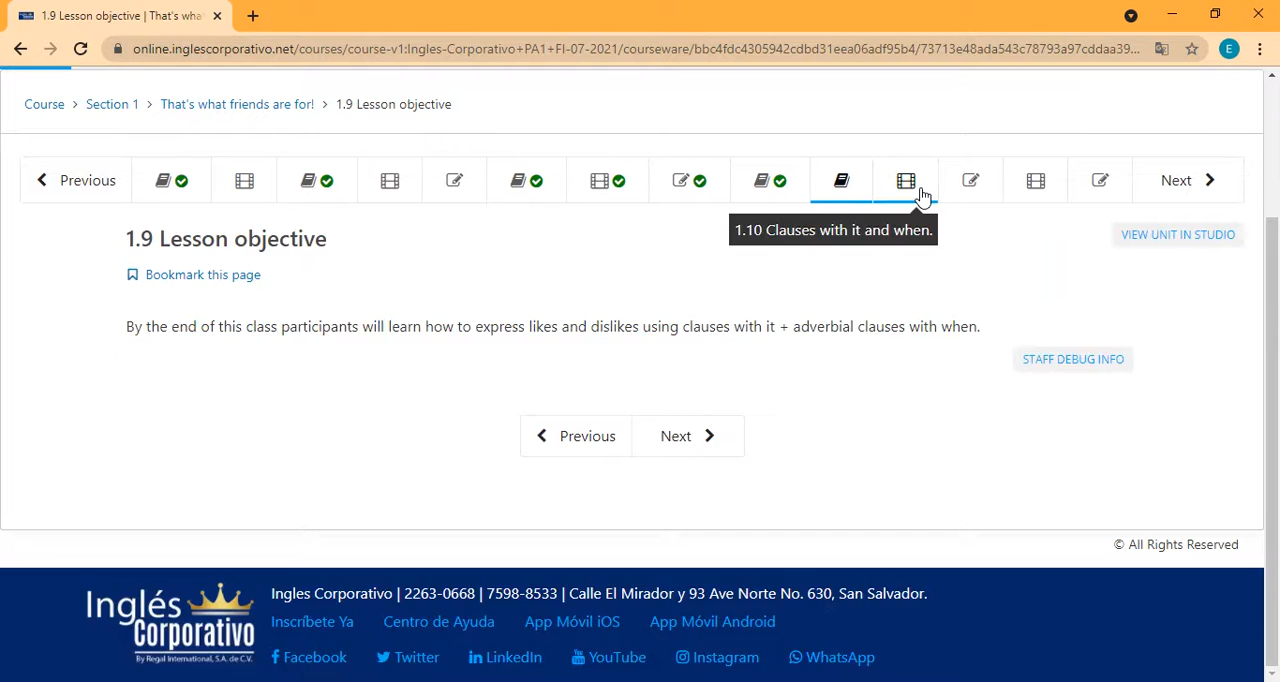 1.9 Lesson objective | That's wha
online.inglescorporativo.net/courses/course-v1:Ingles-Corporativo+PA1+FI-07-2021/courseware/bbc4fdc4305942cdbd31eea06adf95b4/73713e48ada543c78793a97cddaa39...
E
Course > Section 1 > That's what friends are for! > 1.9 Lesson objective
Previous
Next
1.10 Clauses with it and when.
1.9 Lesson objective
VIEW UNIT IN STUDIO
Bookmark this page
By the end of this class participants will learn how to express likes and dislikes using clauses with it + adverbial clauses with when.
STAFF DEBUG INFO
Previous
Next
© All Rights Reserved
Inglés Corporativo
By Regal International, S.A. de C.V.
Ingles Corporativo | 2263-0668 | 7598-8533 | Calle El Mirador y 93 Ave Norte No. 630, San Salvador.
Inscríbete Ya Centro de Ayuda App Móvil iOS App Móvil Android
Facebook Twitter LinkedIn YouTube Instagram WhatsApp